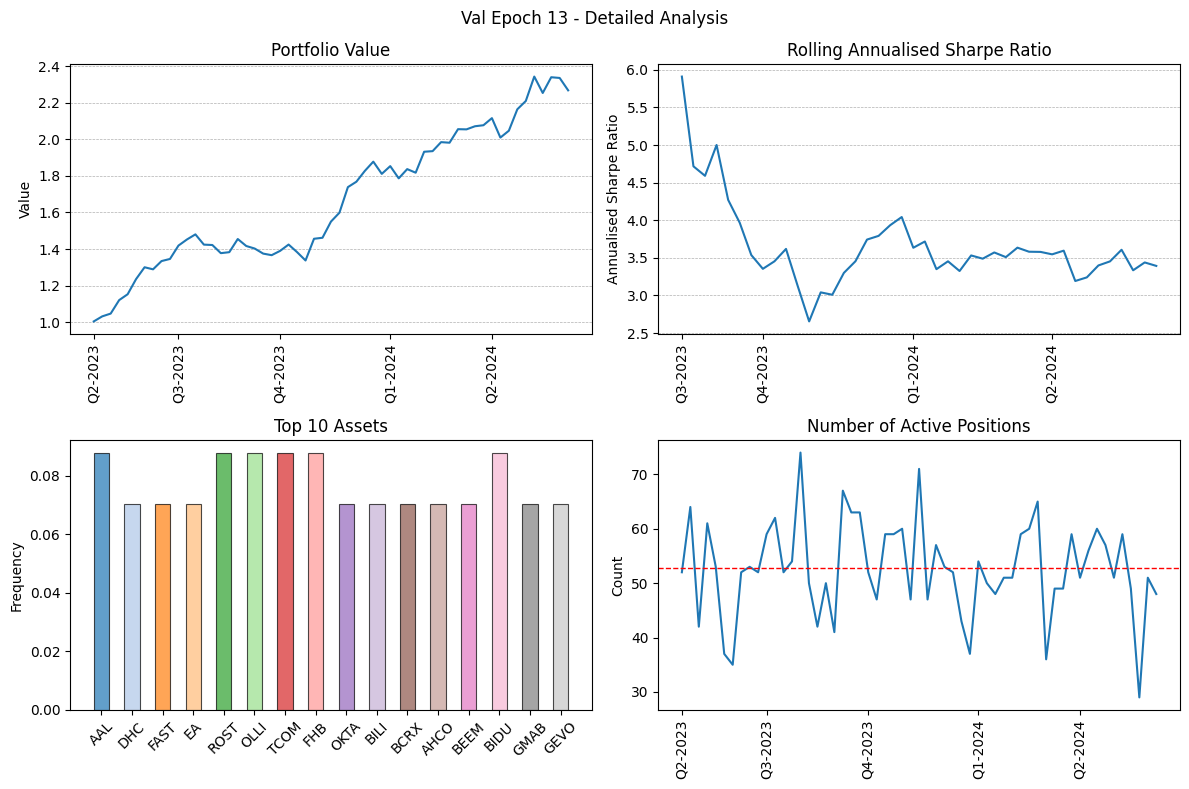 Val Epoch 13 - Detailed Analysis
Portfolio Value
Value
2.4
2.2
2.0
1.8
1.6
1.4
1.2
1.0
Q2-2023
Q3-2023
Q4-2023
Q1-2024
Q2-2024
Rolling Annualised Sharpe Ratio
Annualised Sharpe Ratio
6.0
5.5
5.0
4.5
4.0
3.5
3.0
2.5
Q3-2023
Q4-2023
Q1-2024
Q2-2024
Top 10 Assets
Frequency
0.08
0.06
0.04
0.02
0.00
AAL
DHC
FAST
EA
ROST
OLLI
TCOM
FHB
OKTA
BILI
BCRX
AHCO
BEEM
BIDU
GMAB
GEVO
Number of Active Positions
Count
70
60
50
40
30
Q2-2023
Q3-2023
Q4-2023
Q1-2024
Q2-2024